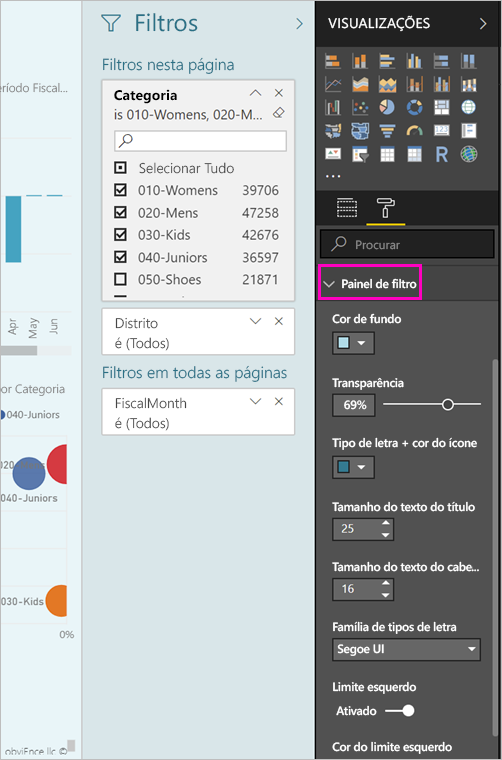 eríodo Fiscal...
Apr
May
Jun
or Categoria
040-Juniors
020
040-Juniors
030-Kids
0%
obviEnce llc ©
Filtros
Filtros nesta página
Categoria
is 010-Womens, 020-M...
Selecionar Tudo
010-Womens 39706
020-Mens 47258
030-Kids 42676
040-Juniors 36597
050-Shoes 21871
Distrito
é (Todos)
Filtros em todas as páginas
FiscalMonth
é (Todos)
VISUALIZAÇÕES
R
...
Procurar
Painel de filtro
Cor de fundo
Transparência
69%
Tipo de letra + cor do ícone
Tamanho do texto do título
25
Tamanho do texto do cabe...
16
Família de tipos de letra
Segoe UI
Limite esquerdo
Ativado
Cor do limite esquerdo